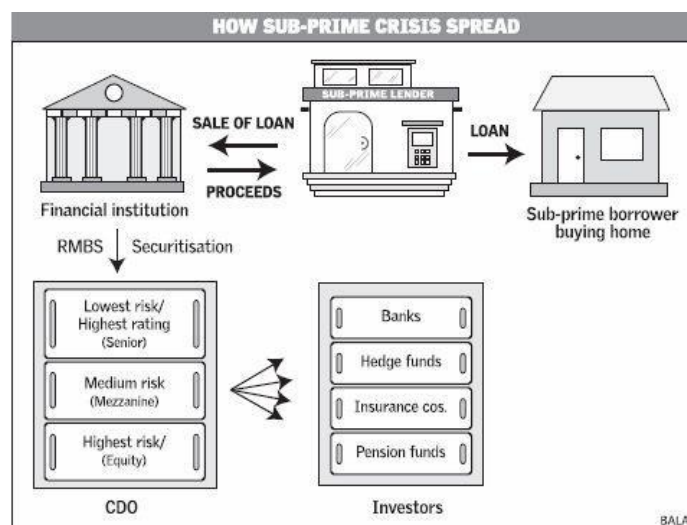 HOW SUB-PRIME CRISIS SPREAD
SUB-PRIME LENDER
SALE OF LOAN
PROCEEDS
LOAN
Financial institution
Sub-prime borrower
buying home
RMBS
Securitisation
Lowest risk/
Highest rating
(Senior)
Medium risk
(Mezzanine)
Highest risk/
(Equity)
CDO
Banks
Hedge funds
Insurance cos.
Pension funds
Investors
BALA